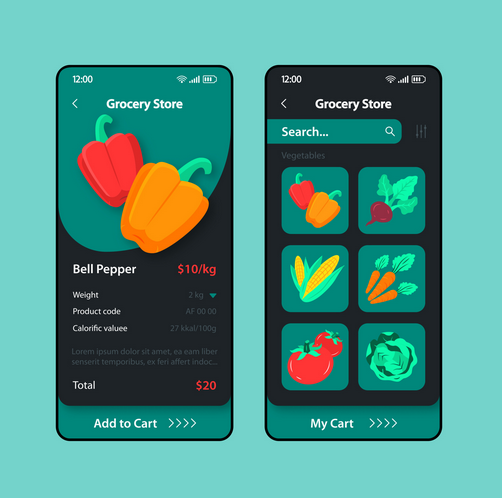 12:00
Grocery Store
Bell Pepper $10/kg
Weight 2 kg
Product code AF 00 00
Calorific valuee 27 kkal/100g
Lorem ipsum dolor sit amet, ea liber
senserit temporibus, ex feri affert indoc...
Total $20
Add to Cart
12:00
Grocery Store
Search...
Vegetables
My Cart